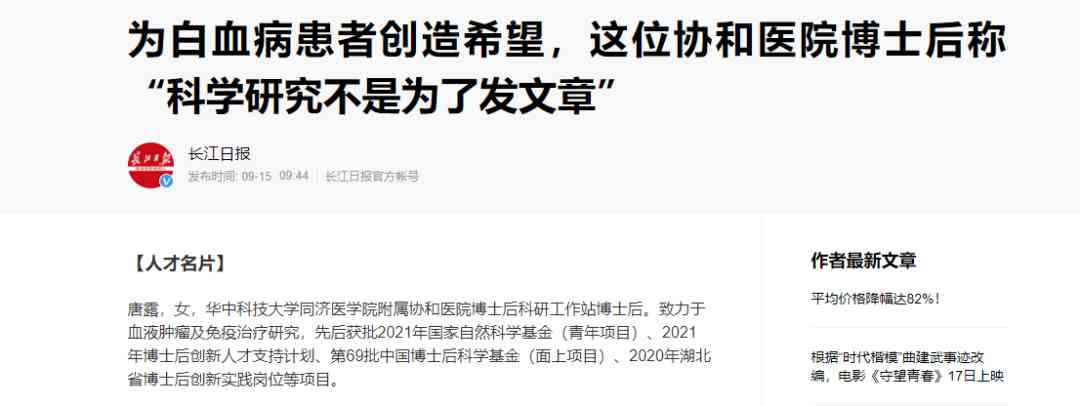 为白血病患者创造希望，这位协和医院博士后称
“科学研究不是为了发文章”
长江日报
长江日报
发布时间: 09-15 09:44 长江日报官方帐号
【人才名片】
唐露，女，华中科技大学同济医学院附属协和医院博士后科研工作站博士后。致力于
血液肿瘤及免疫治疗研究，先后获批2021年国家自然科学基金（青年项目）、2021
年博士后创新人才支持计划、第69批中国博士后科学基金（面上项目）、2020年湖北
省博士后创新实践岗位等项目。
作者最新文章
平均价格降幅达82%！
根据“时代楷模”曲建武事迹改
编，电影《守望青春》17日上映